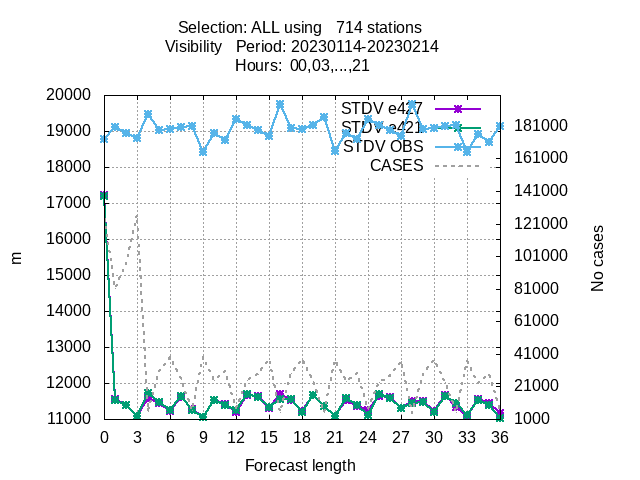 Selection: ALL using 714 stations
Visibility Period: 20230114-20230214
Hours: 00,03,...,21
20000
19000
18000
17000
16000
15000
14000
13000
12000
11000
m
STDV e427
STDV e421
STDV OBS
CASES
181000
161000
141000
121000
101000
81000
61000
41000
21000
1000
No cases
0 3 6 9 12 15 18 21 24 27 30 33 36
Forecast length